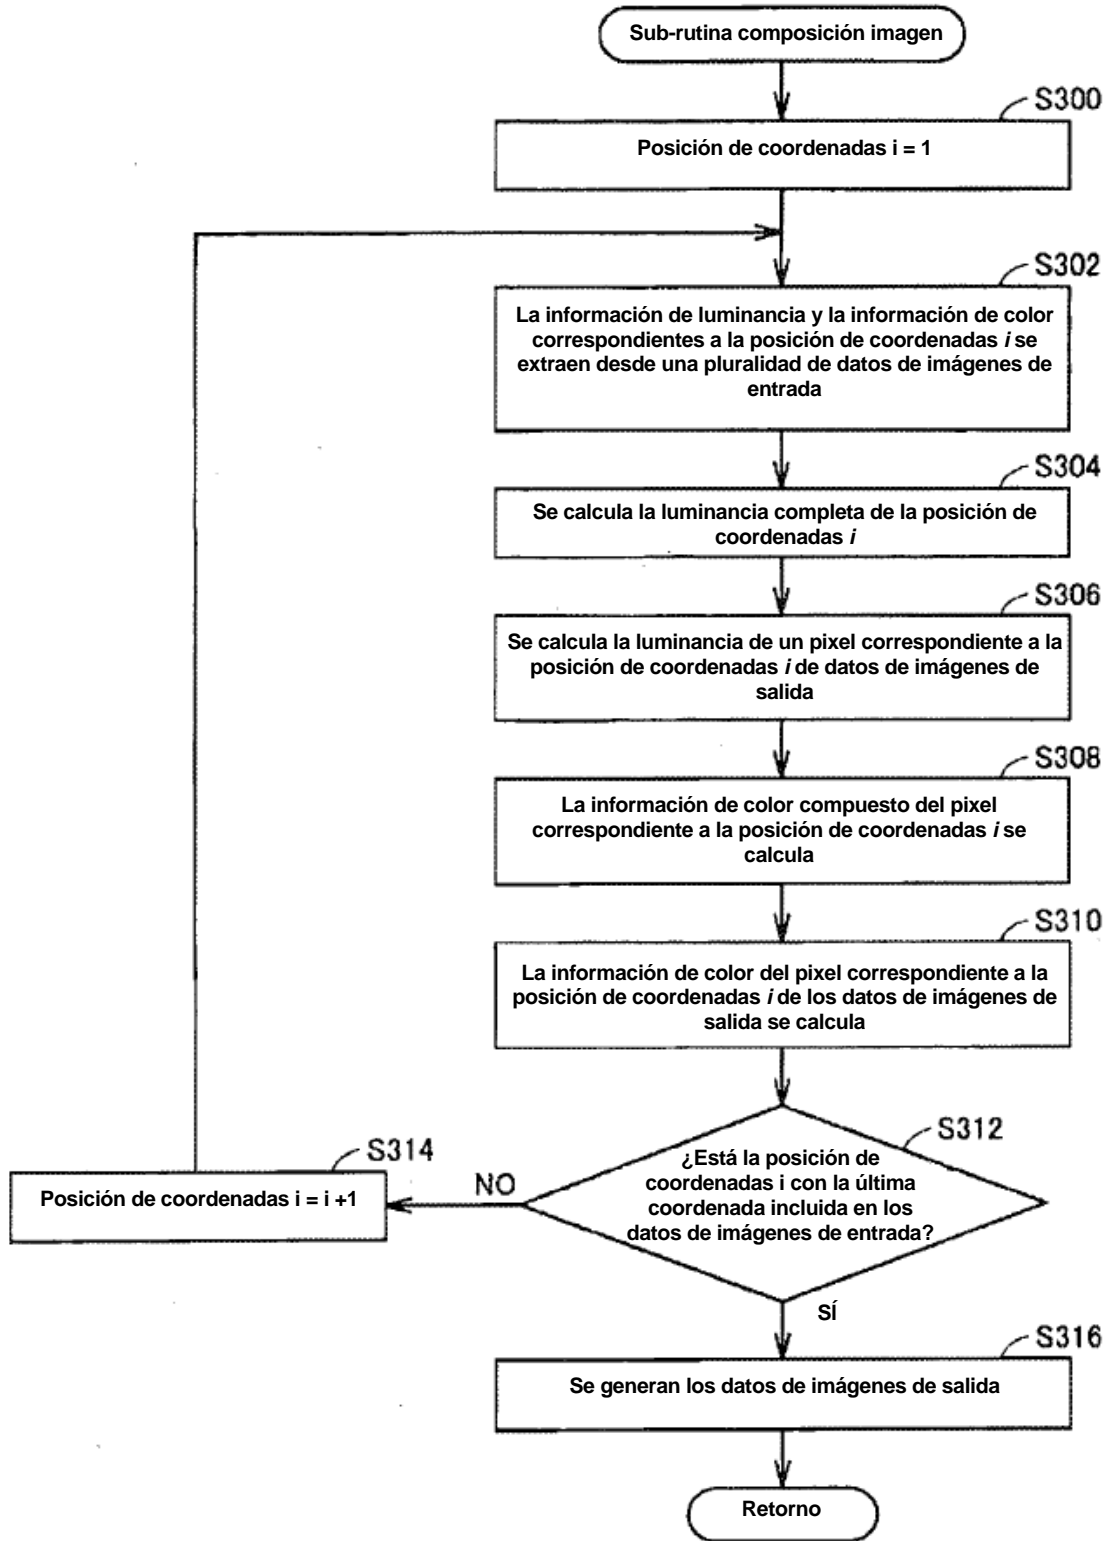 Sub-rutina composición imagen
S300
Posición de coordenadas i = 1
S302
La información de luminancia y la información de color
correspondientes a la posición de coordenadas i se
extraen desde una pluralidad de datos de imágenes de
entrada
S304
Se calcula la luminancia completa de la posición de
coordenadas i
S306
Se calcula la luminancia de un pixel correspondiente a la
posición de coordenadas i de datos de imágenes de
salida
S308
La información de color compuesto del pixel
correspondiente a la posición de coordenadas i se
calcula
S310
La información de color del pixel correspondiente a la
posición de coordenadas i de los datos de imágenes de
salida se calcula
S312
¿Está la posición de
coordenadas i con la última
coordenada incluida en los
datos de imágenes de entrada?
NO
S314
Posición de coordenadas i = i +1
SÍ
S316
Se generan los datos de imágenes de salida
Retorno